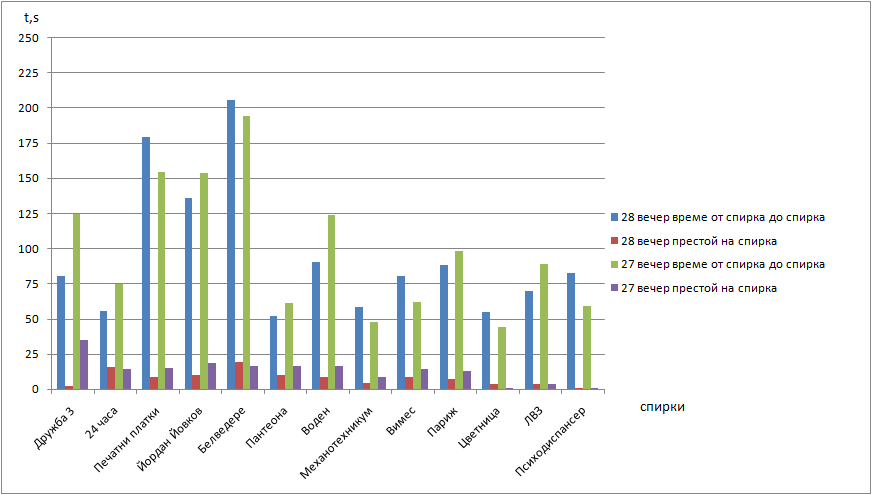 t,s
250
225
200
175
150
125
100
75
50
25
0
Дружба 3
24 часа
Печатни платки
Йордан Йовков
Белведере
Пантеона
Воден
Механотехникум
Вимес
Париж
Цветница
ЛВЗ
Психодиспансер
спирки
28 вечер време от спирка до спирка
28 вечер престой на спирка
27 вечер време от спирка до спирка
27 вечер престой на спирка